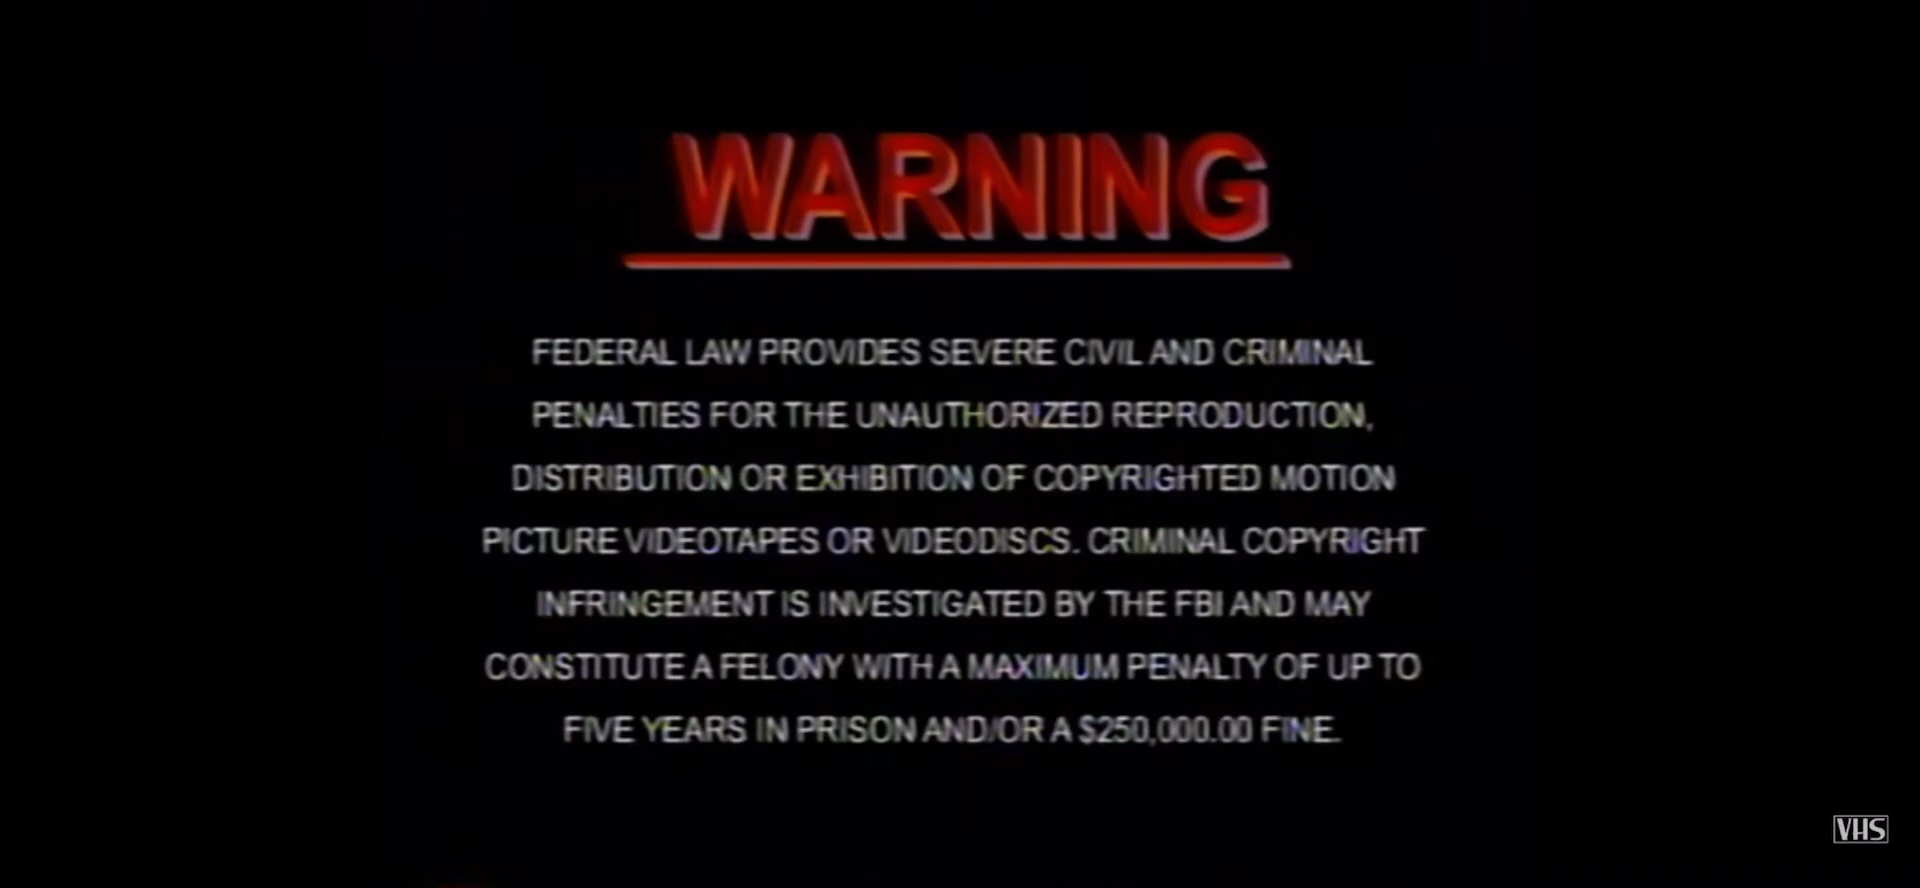 WARNING
FEDERAL LAW PROVIDES SEVERE CIVIL AND CRIMINAL
PENALTIES FOR THE UNAUTHORIZED REPRODUCTION,
DISTRIBUTION OR EXHIBITION OF COPYRIGHTED MOTION
PICTURE VIDEOTAPES OR VIDEODISCS. CRIMINAL COPYRIGHT
INFRINGEMENT IS INVESTIGATED BY THE FBI AND MAY
CONSTITUTE A FELONY WITH A MAXIMUM PENALTY OF UP TO
FIVE YEARS IN PRISON AND/OR A $250,000.00 FINE.
VHS